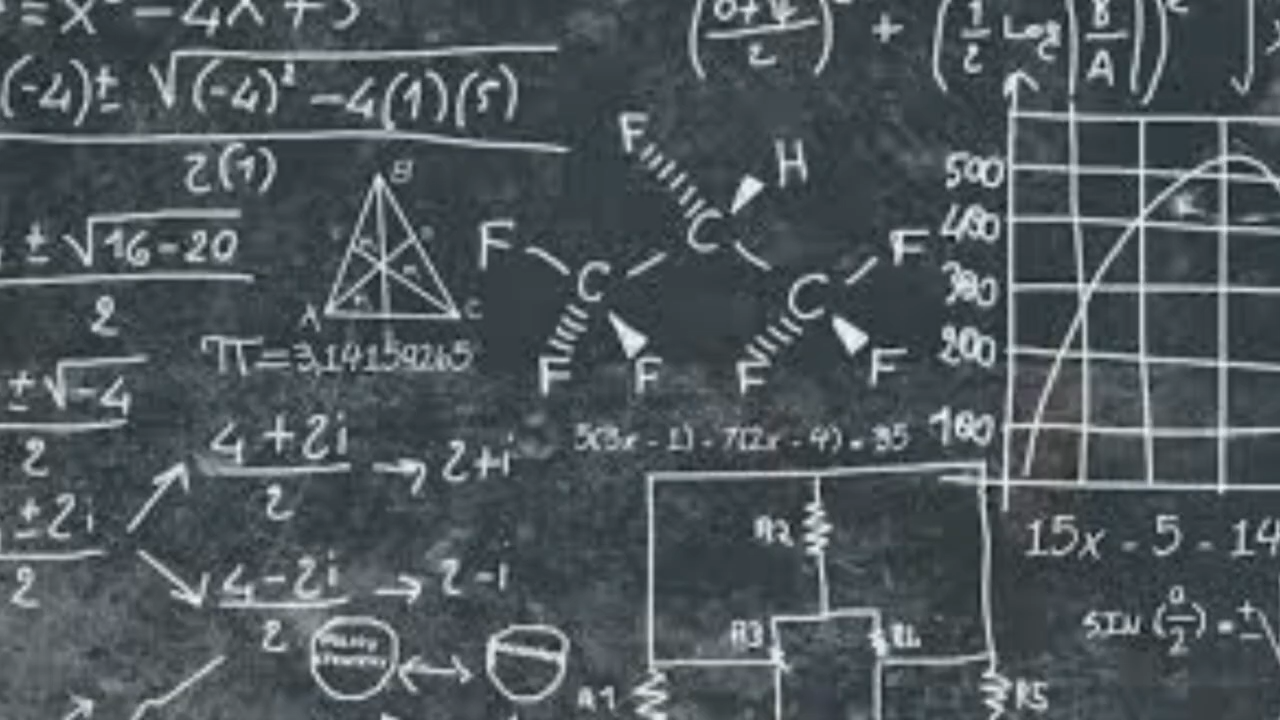 = x² - 4x + 5
(-4) ± √(-4)² - 4(1)(5)
2(1)
± √16-20
2
± √-4
2
± 2i
2
4+2i
2
→ 2+i
4-2i
2
→ 2-i
B
A
C
π=3,14159265
F
H
C
F
C
C
F
F
F
F
F
5(3x - 1) - 7(2x - 4) = 35
2
+ (1/2 Log |B/A|)²
500
400
300
200
100
R2
R3
R1
R5
15x - 5 - 14
SIN (a/2) = ±